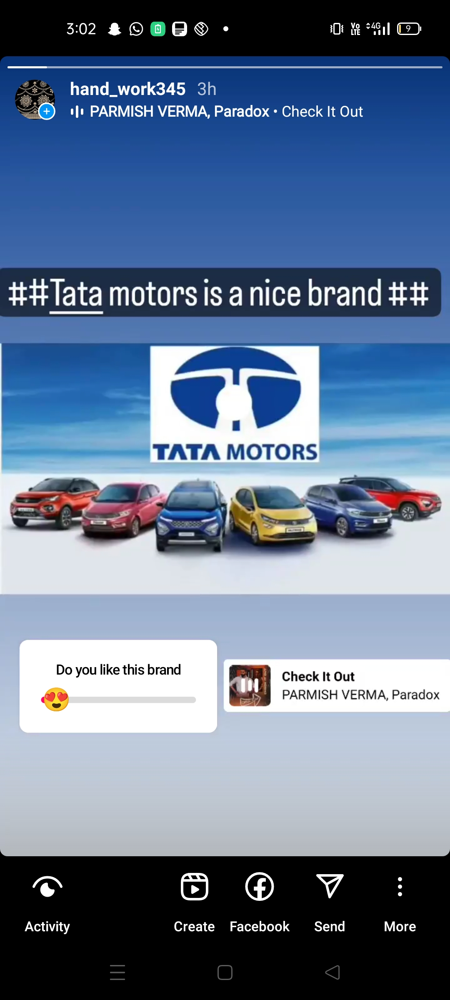 3:02
Vo
LTE
4G
9
hand_work345 3h
PARMISH VERMA, Paradox • Check It Out
##Tata motors is a nice brand ##
TATA MOTORS
Do you like this brand
Check It Out
PARMISH VERMA, Paradox
Activity
Create
Facebook
Send
More